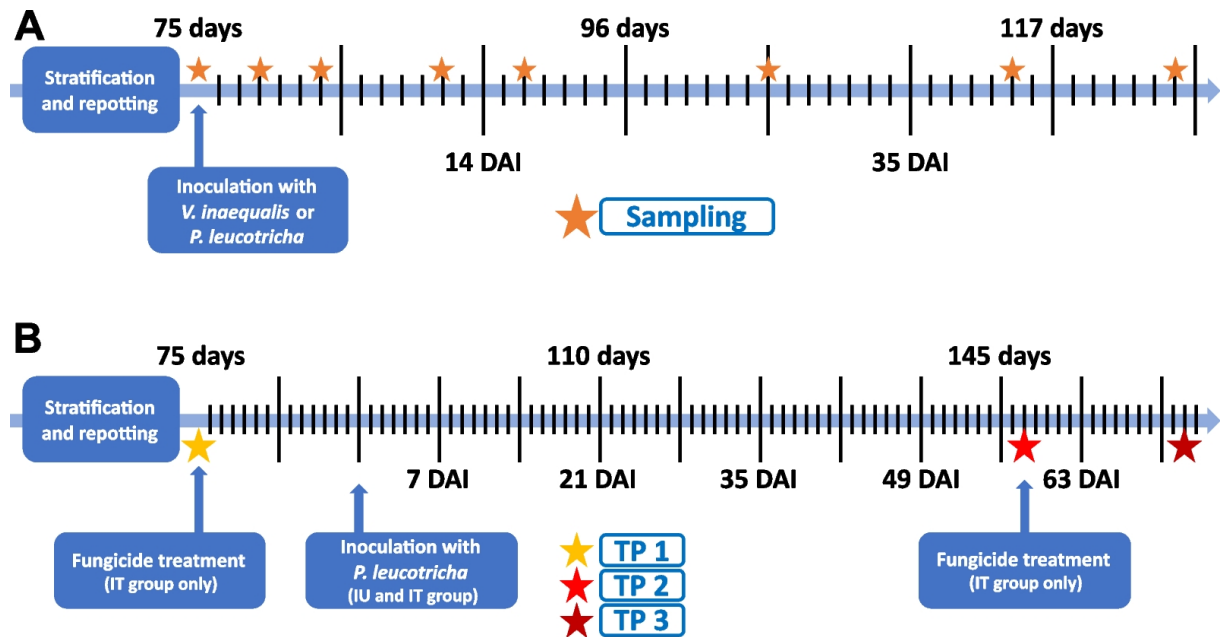 A
75 days
96 days
117 days
Stratification
and repotting
14 DAI
35 DAI
Inoculation with
V. inaequalis or
P. leucotricha
Sampling
B
75 days
110 days
145 days
Stratification
and repotting
7 DAI
21 DAI
35 DAI
49 DAI
63 DAI
Fungicide treatment
(IT group only)
Inoculation with
P. leucotricha
(IU and IT group)
TP 1
TP 2
TP 3
Fungicide treatment
(IT group only)